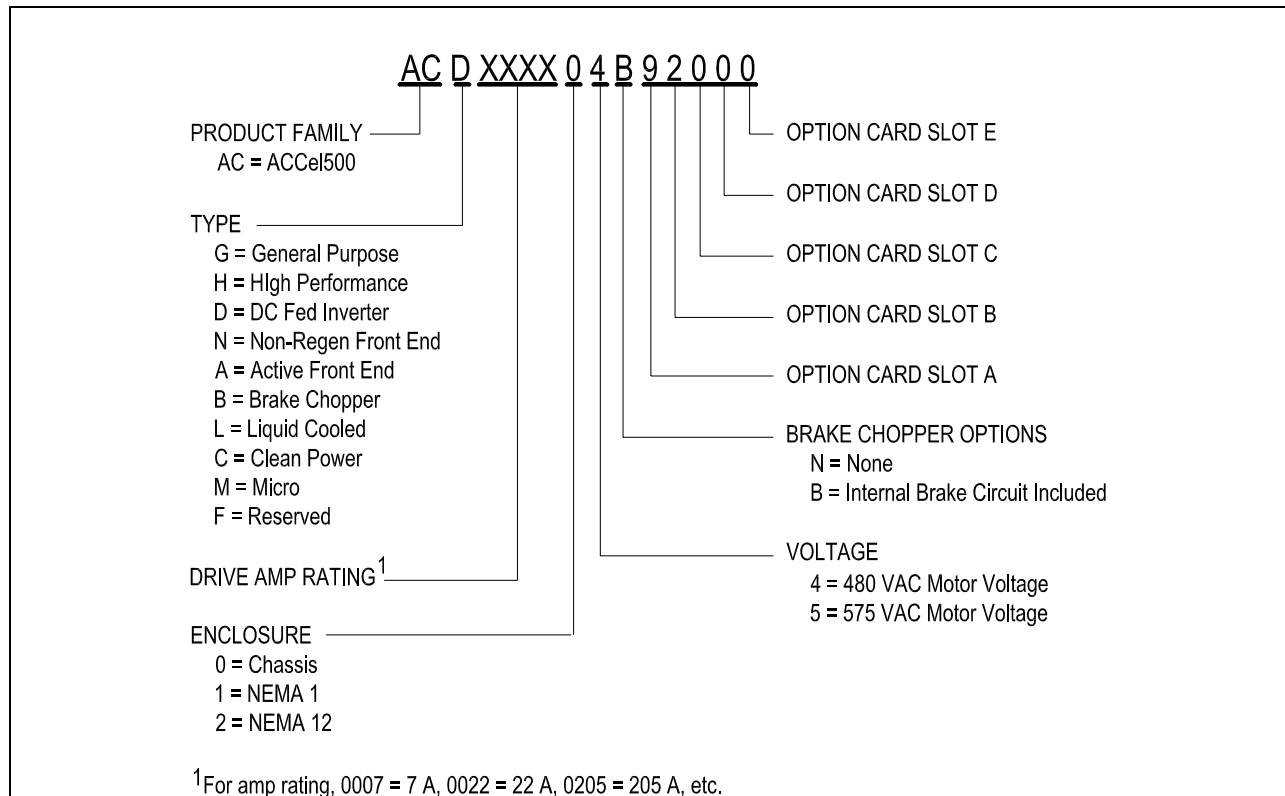 AC D XXXX 0 4 B 9 2 0 0 0
PRODUCT FAMILY
AC = ACCel500
TYPE
G = General Purpose
H = HIgh Performance
D = DC Fed Inverter
N = Non-Regen Front End
A = Active Front End
B = Brake Chopper
L = Liquid Cooled
C = Clean Power
M = Micro
F = Reserved
DRIVE AMP RATING1
ENCLOSURE
0 = Chassis
1 = NEMA 1
2 = NEMA 12
OPTION CARD SLOT E
OPTION CARD SLOT D
OPTION CARD SLOT C
OPTION CARD SLOT B
OPTION CARD SLOT A
BRAKE CHOPPER OPTIONS
N = None
B = Internal Brake Circuit Included
VOLTAGE
4 = 480 VAC Motor Voltage
5 = 575 VAC Motor Voltage
1For amp rating, 0007 = 7 A, 0022 = 22 A, 0205 = 205 A, etc.